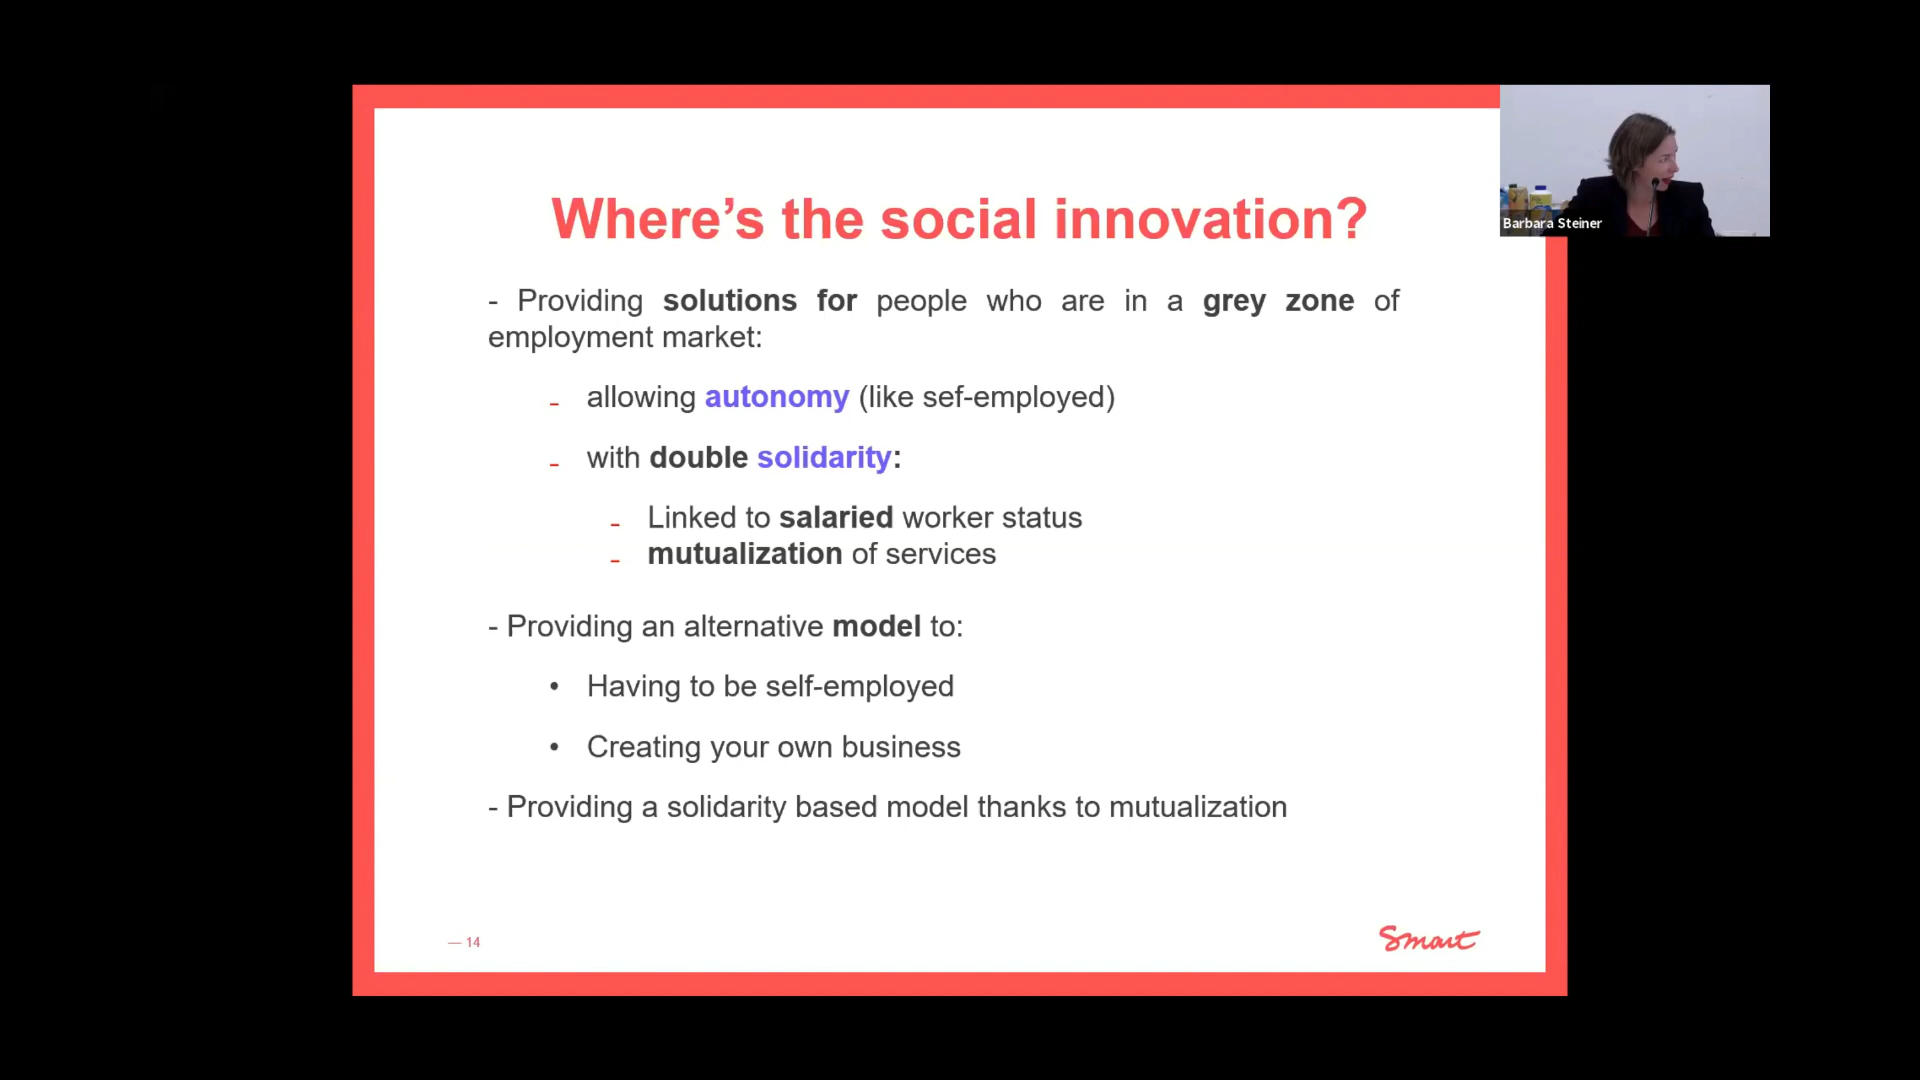 Where’s the social innovation?
Barbara Steiner
- Providing solutions for people who are in a grey zone of
employment market:
- allowing autonomy (like sef-employed)
- with double solidarity:
- Linked to salaried worker status
- mutualization of services
- Providing an alternative model to:
• Having to be self-employed
• Creating your own business
- Providing a solidarity based model thanks to mutualization
— 14
Smart